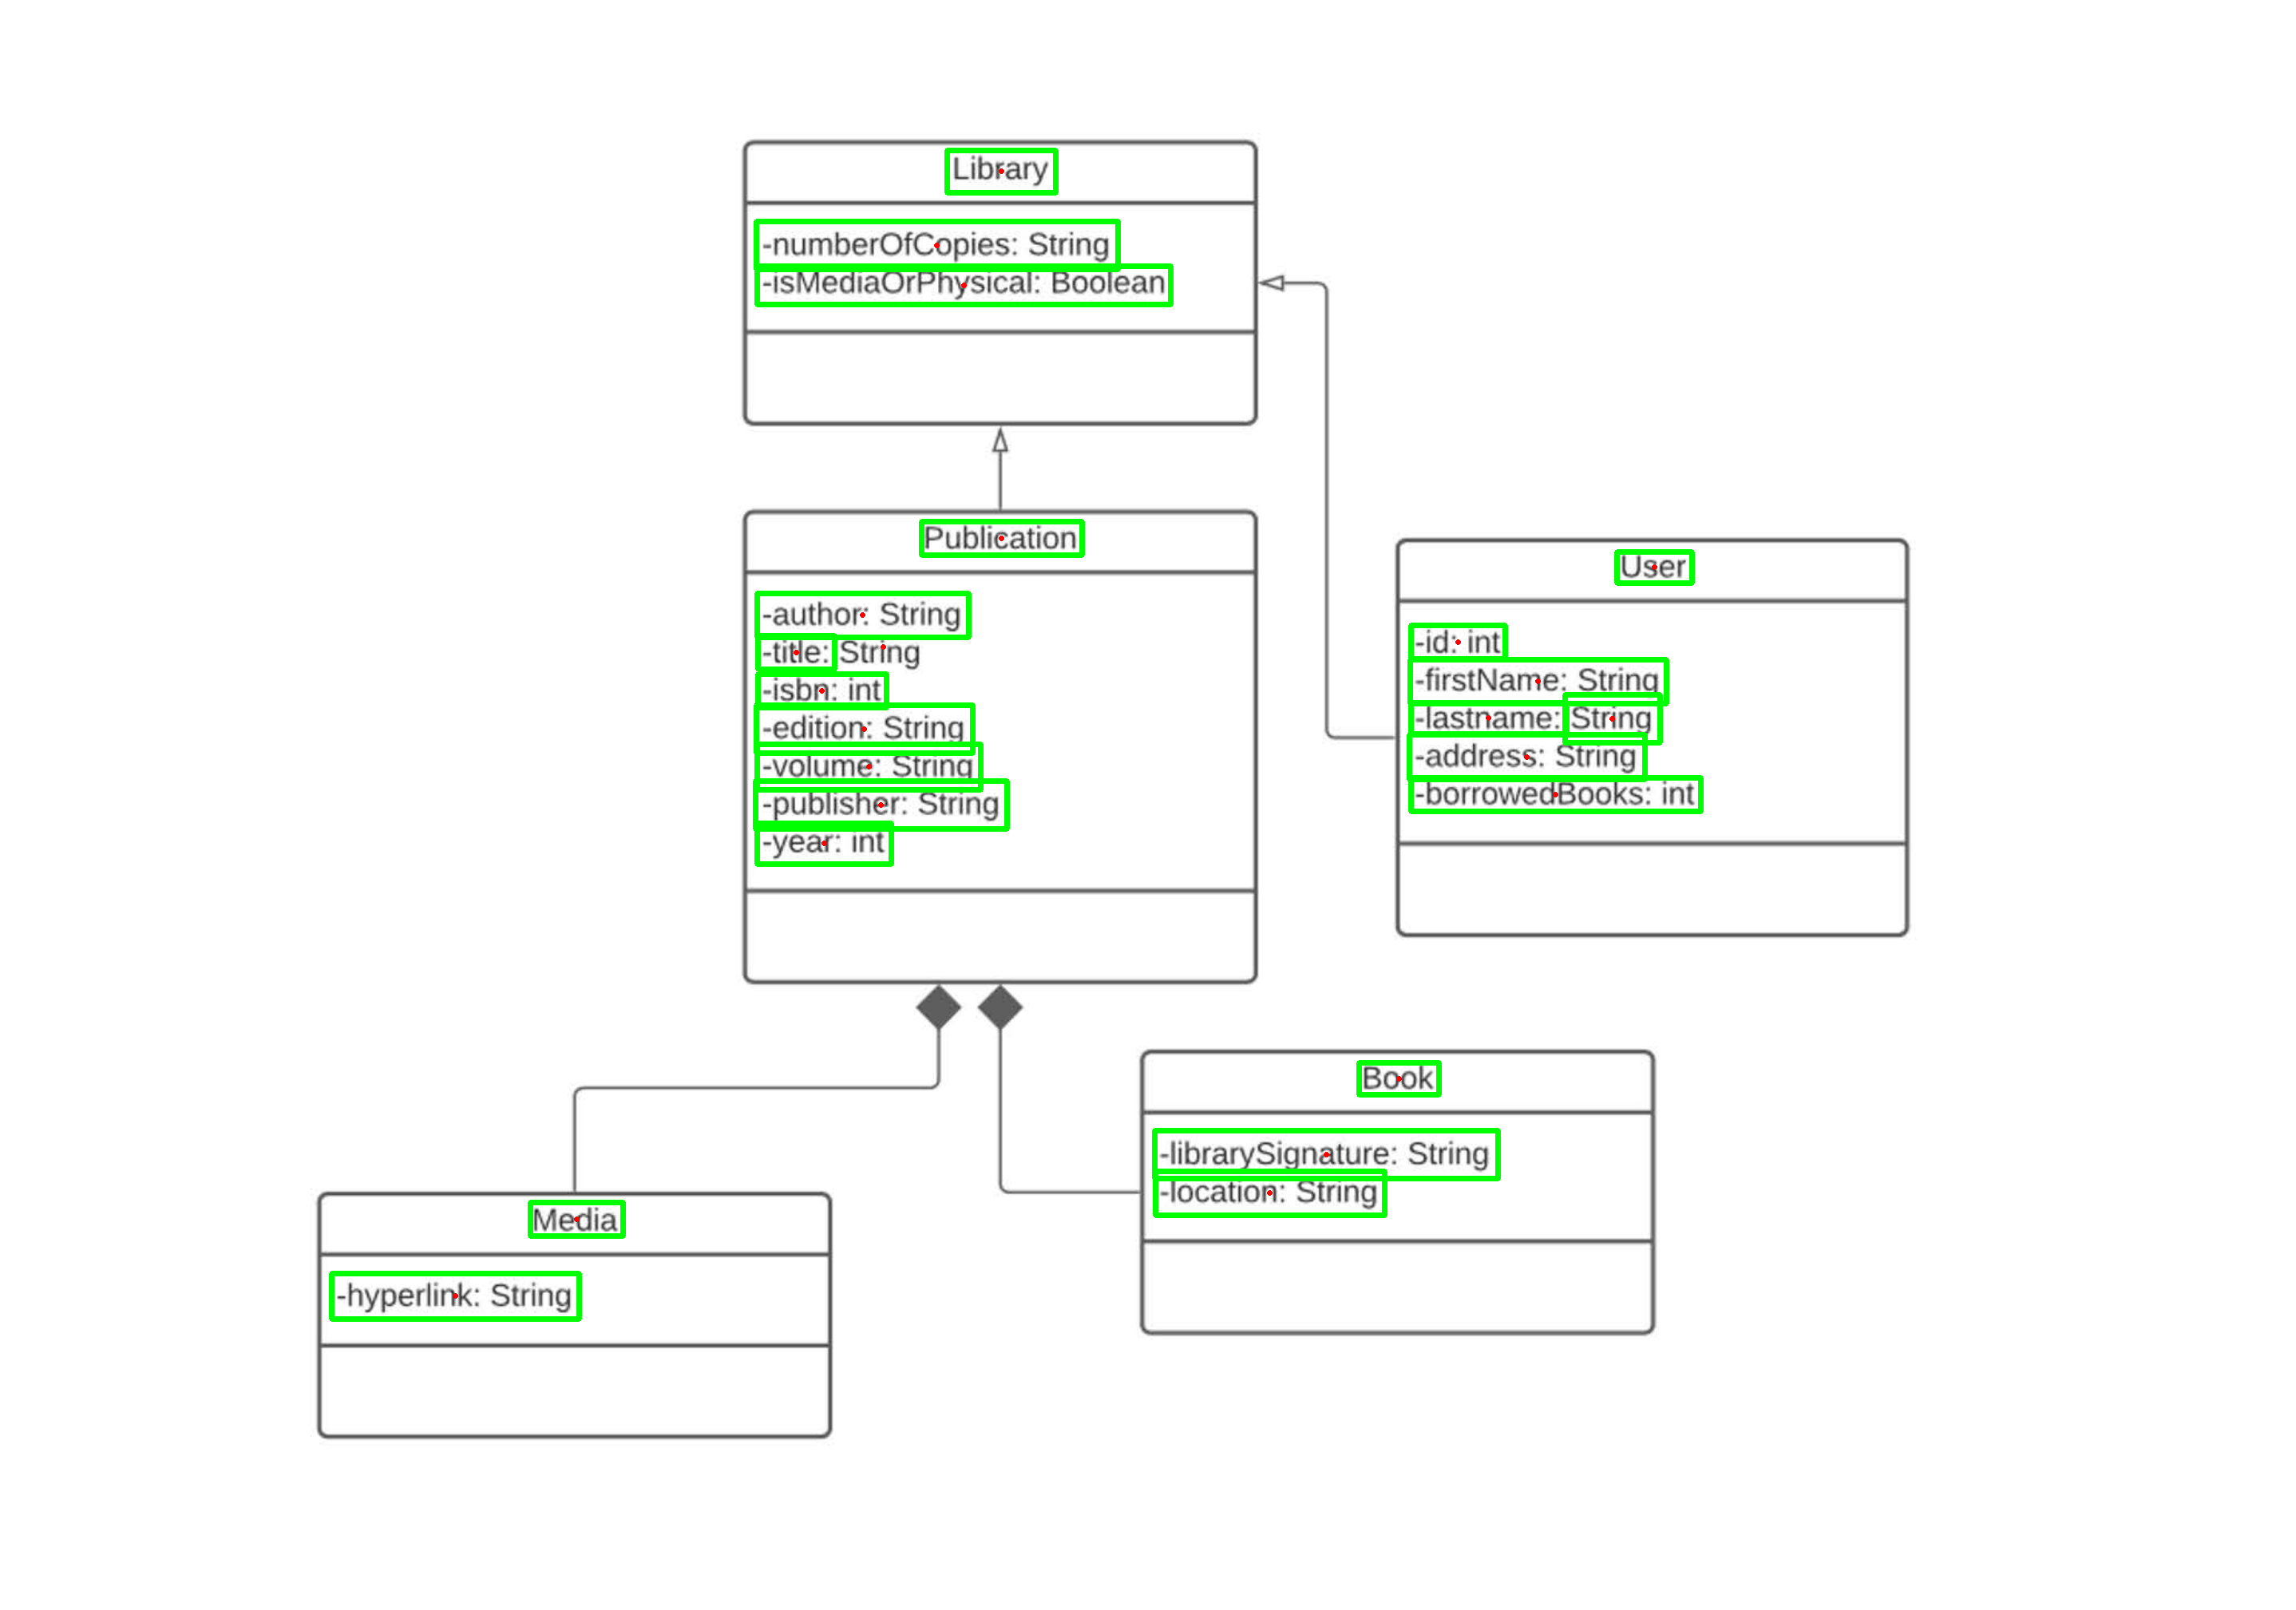 Library
-numberOfCopies: String
-isMediaOrPhysical: Boolean
Publication
-author: String
-title: String
-isbn: int
-edition: String
-volume: String
-publisher: String
-year: int
User
-id: int
-firstName: String
-lastname: String
-address: String
-borrowedBooks: int
Book
-librarySignature: String
-location: String
Media
-hyperlink: String